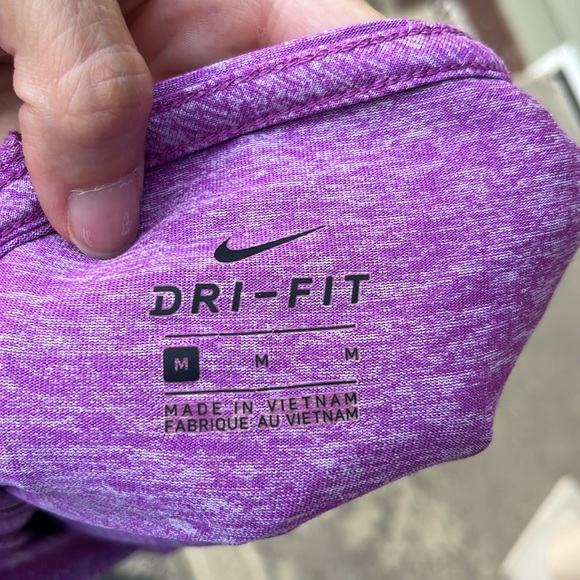 DRI-FIT
M M M
MADE IN VIETNAM
FABRIQUE AU VIETNAM